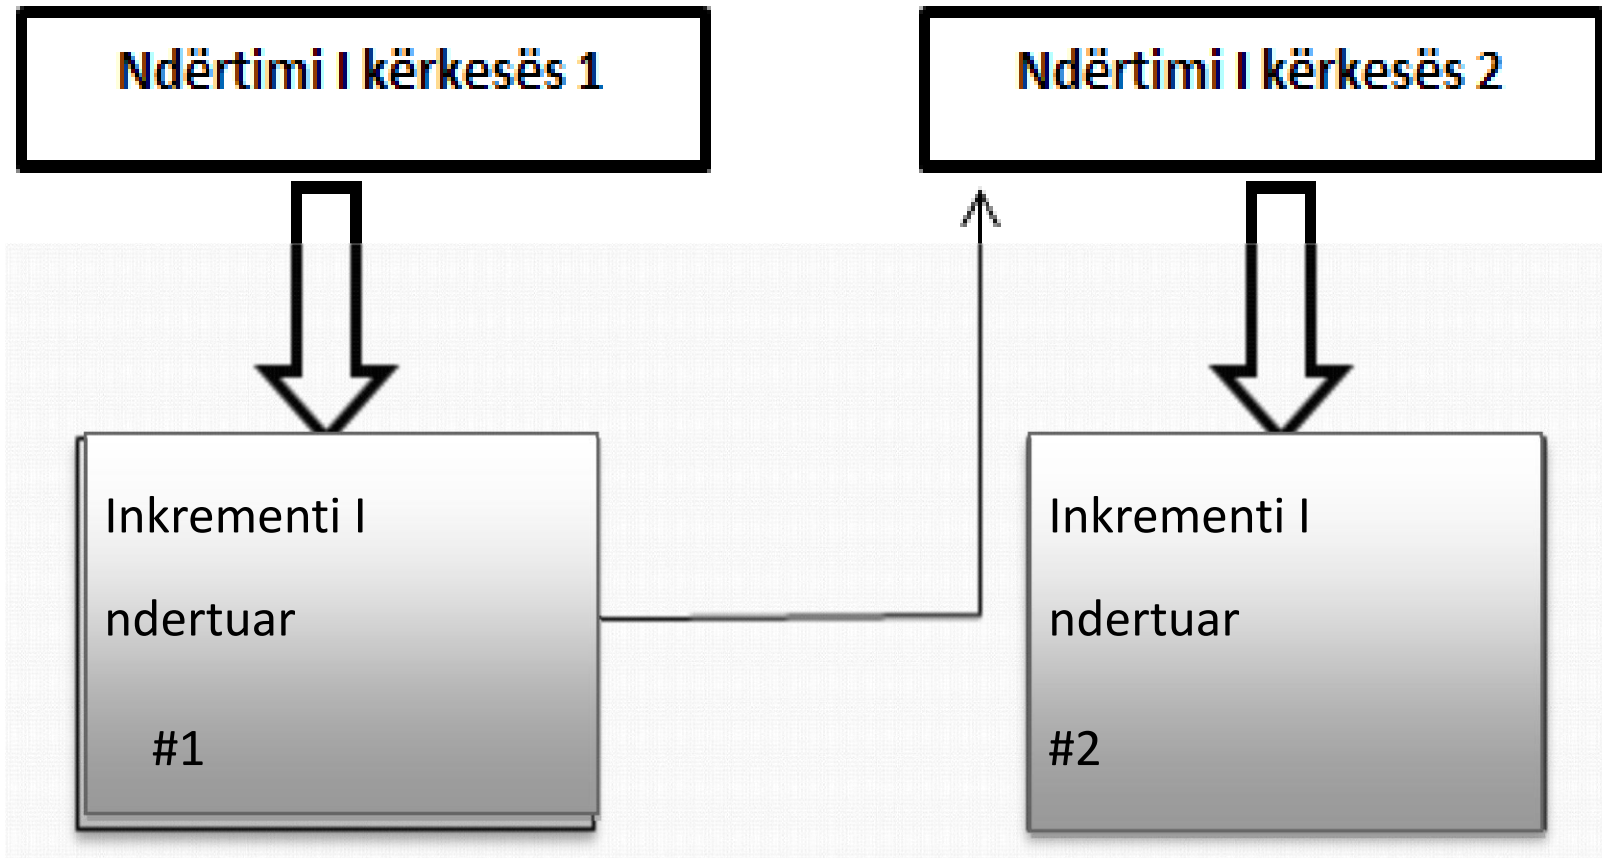 Ndërtimi I kërkesës 1
Ndërtimi I kërkesës 2
Inkrementi I
ndertuar
#1
Inkrementi I
ndertuar
#2